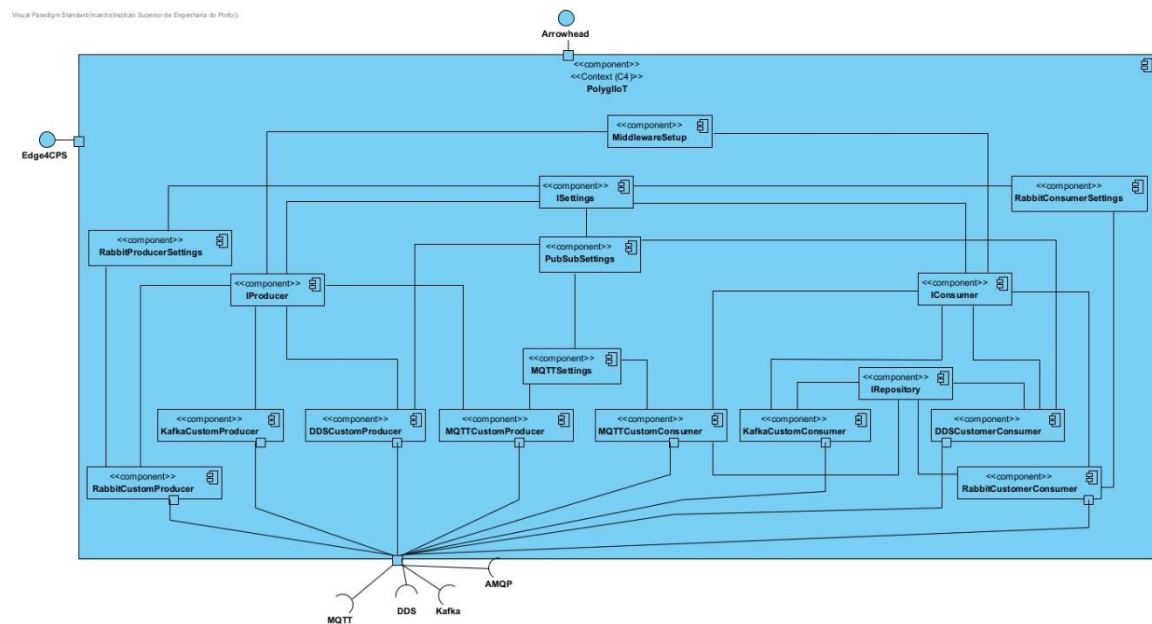 Visual Paradigm Standard(ricardo(Instituto Superior de Engenharia do Porto))
Arrowhead
<<component>>
<<Context (C4)>>
PolyglIoT
Edge4CPS
<<component>>
MiddlewareSetup
<<component>>
ISettings
<<component>>
RabbitConsumerSettings
<<component>>
RabbitProducerSettings
<<component>>
PubSubSettings
<<component>>
IProducer
<<component>>
IConsumer
<<component>>
MQTTSettings
<<component>>
IRepository
<<component>>
KafkaCustomProducer
<<component>>
DDSCustomProducer
<<component>>
MQTTCustomProducer
<<component>>
MQTTCustomConsumer
<<component>>
KafkaCustomConsumer
<<component>>
DDSCustomerConsumer
<<component>>
RabbitCustomProducer
<<component>>
RabbitCustomerConsumer
MQTT
DDS
Kafka
AMQP